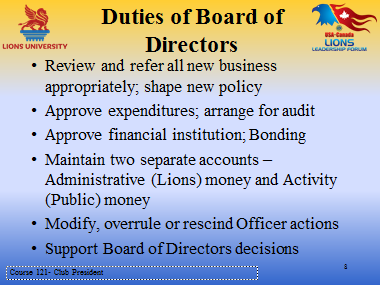 Duties of Board of
Directors
LIONS UNIVERSITY
USA-Canada
LIONS
LEADERSHIP FORUM
• Review and refer all new business
appropriately; shape new policy
• Approve expenditures; arrange for audit
• Approve financial institution; Bonding
• Maintain two separate accounts –
Administrative (Lions) money and Activity
(Public) money
• Modify, overrule or rescind Officer actions
• Support Board of Directors decisions
Course 121- Club President
8